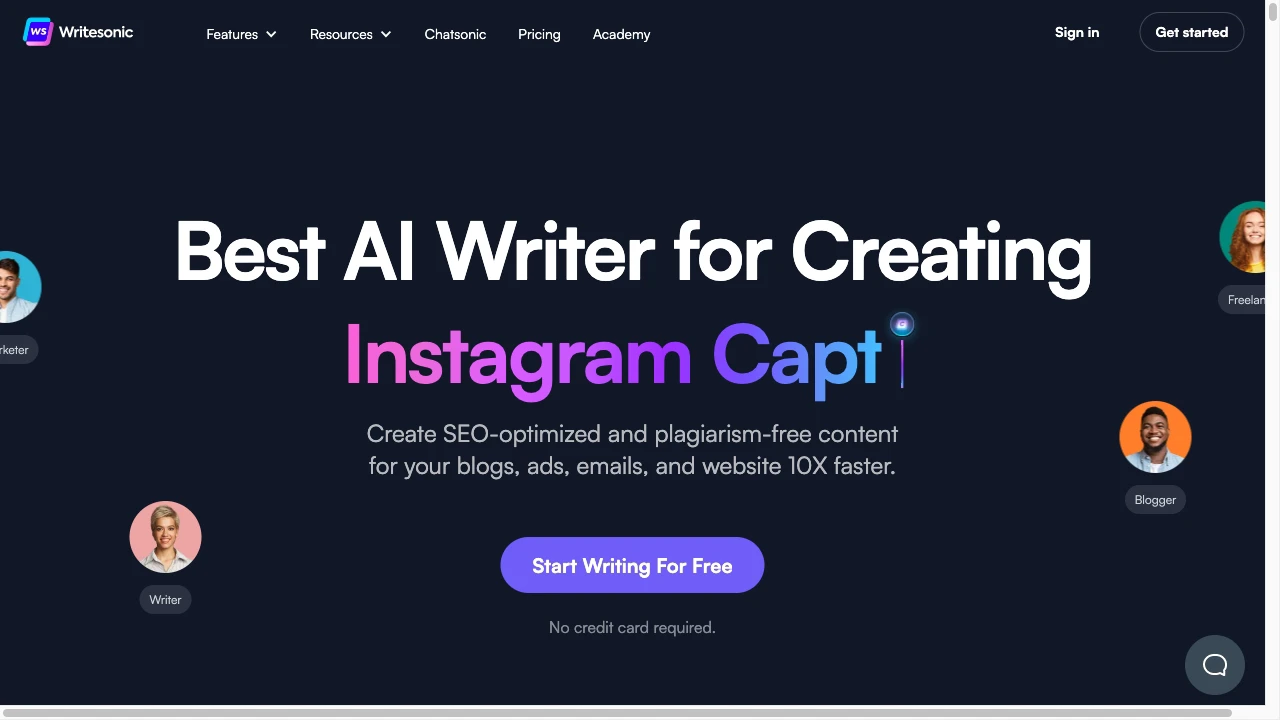 ws Writesonic
Features
Resources
Chatsonic
Pricing
Academy
Sign in
Get started
Best AI Writer for Creating
Instagram Capt
Create SEO-optimized and plagiarism-free content
for your blogs, ads, emails, and website 10X faster.
rketer
Freelan
Blogger
Writer
Start Writing For Free
No credit card required.